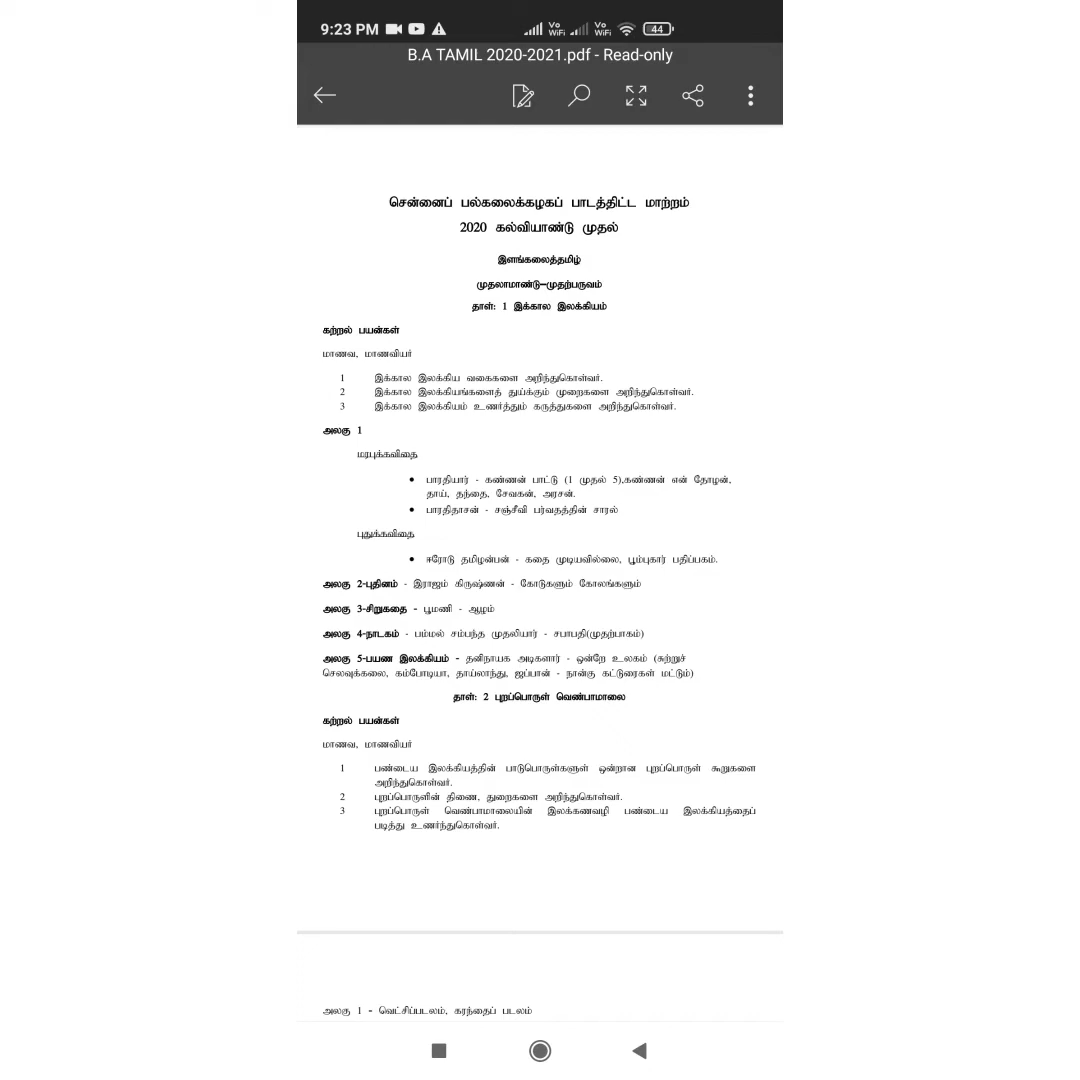 9:23 PM
Vo WiFi Vo WiFi 44
B.A TAMIL 2020-2021.pdf - Read-only
சென்னைப் பல்கலைக்கழகப் பாடத்திட்ட மாற்றம்
2020 கல்வியாண்டு முதல்
இளங்கலைத்தமிழ்
முதலாமாண்டு–முதற்பருவம்
தாள்: 1 இக்கால இலக்கியம்
கற்றல் பயன்கள்
மாணவ, மாணவியர்
1 இக்கால இலக்கிய வகைகளை அறிந்துகொள்வர்.
2 இக்கால இலக்கியங்களைத் துய்க்கும் முறைகளை அறிந்துகொள்வர்.
3 இக்கால இலக்கியம் உணர்த்தும் கருத்துகளை அறிந்துகொள்வர்.
அலகு 1
மரபுக்கவிதை
• பாரதியார் - கண்ணன் பாட்டு (1 முதல் 5),கண்ணன் என் தோழன்,
தாய், தந்தை, சேவகன், அரசன்.
• பாரதிதாசன் - சஞ்சீவி பர்வதத்தின் சாரல்
புதுக்கவிதை
• ஈரோடு தமிழன்பன் - கதை முடியவில்லை, பூம்புகார் பதிப்பகம்.
அலகு 2-புதினம் - இராஜம் கிருஷ்ணன் - கோடுகளும் கோலங்களும்
அலகு 3-சிறுகதை - பூமணி - ஆழம்
அலகு 4-நாடகம் - பம்மல் சம்பந்த முதலியார் - சபாபதி(முதற்பாகம்)
அலகு 5-பயண இலக்கியம் - தனிநாயக அடிகளார் - ஒன்றே உலகம் (சுற்றுச்
செலவுக்கலை, கம்போடியா, தாய்லாந்து, ஜப்பான் - நான்கு கட்டுரைகள் மட்டும்)
தாள்: 2 புறப்பொருள் வெண்பாமாலை
கற்றல் பயன்கள்
மாணவ, மாணவியர்
1 பண்டைய இலக்கியத்தின் பாடுபொருள்களுள் ஒன்றான புறப்பொருள் கூறுகளை
அறிந்துகொள்வர்.
2 புறப்பொருளின் திணை, துறைகளை அறிந்துகொள்வர்.
3 புறப்பொருள் வெண்பாமாலையின் இலக்கணவழி பண்டைய இலக்கியத்தைப்
படித்து உணர்ந்துகொள்வர்.
அலகு 1 - வெட்சிப்படலம், கரந்தைப் படலம்